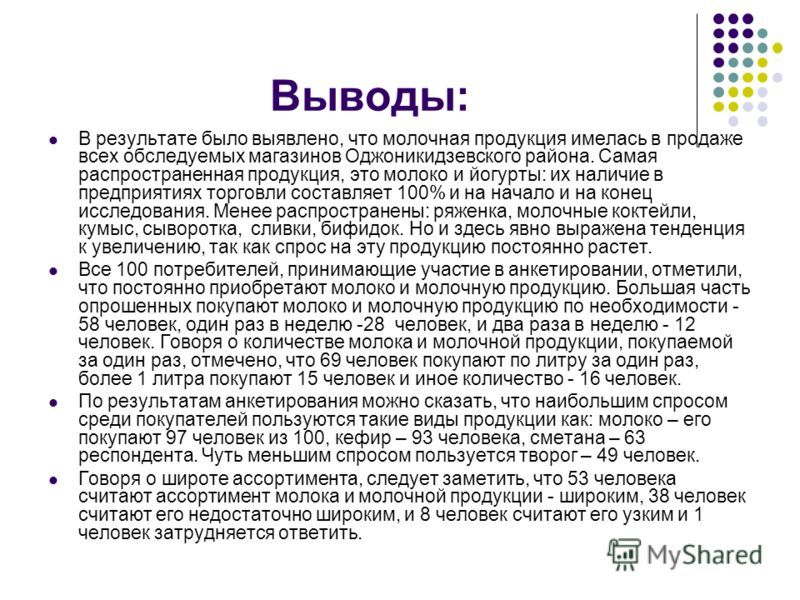 Выводы:
В результате было выявлено, что молочная продукция имелась в продаже
всех обследуемых магазинов Оджоникидзевского района. Самая
распространенная продукция, это молоко и йогурты: их наличие в
предприятиях торговли составляет 100% и на начало и на конец
исследования. Менее распространены: ряженка, молочные коктейли,
кумыс, сыворотка, сливки, бифидок. Но и здесь явно выражена тенденция
к увеличению, так как спрос на эту продукцию постоянно растет.
Все 100 потребителей, принимающие участие в анкетировании, отметили,
что постоянно приобретают молоко и молочную продукцию. Большая часть
опрошенных покупают молоко и молочную продукцию по необходимости -
58 человек, один раз в неделю -28 человек, и два раза в неделю - 12
человек. Говоря о количестве молока и молочной продукции, покупаемой
за один раз, отмечено, что 69 человек покупают по литру за один раз,
более 1 литра покупают 15 человек и иное количество - 16 человек.
По результатам анкетирования можно сказать, что наибольшим спросом
среди покупателей пользуются такие виды продукции как: молоко – его
покупают 97 человек из 100, кефир – 93 человека, сметана – 63
респондента. Чуть меньшим спросом пользуется творог – 49 человек.
Говоря о широте ассортимента, следует заметить, что 53 человека
считают ассортимент молока и молочной продукции - широким, 38 человек
считают его недостаточно широким, и 8 человек считают его узким и 1
человек затрудняется ответить.
MyShared